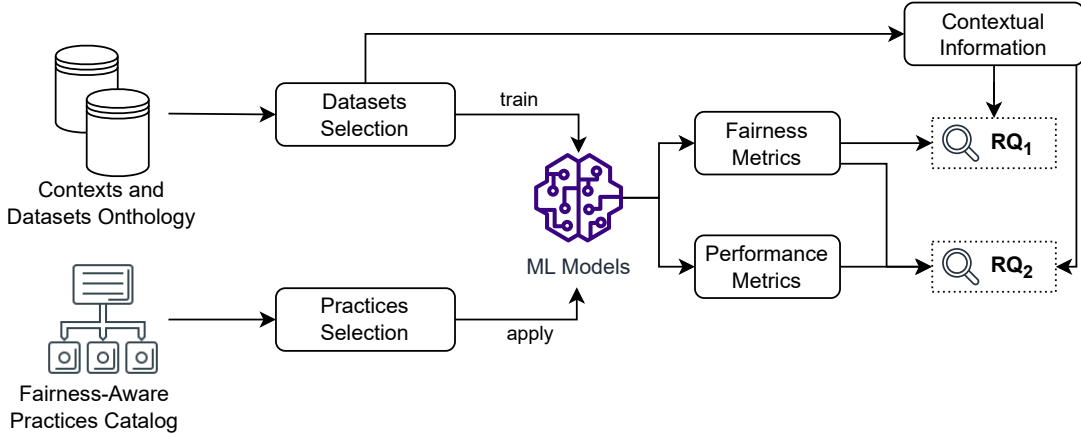 Contextual
Information
Datasets
Selection
train
Fairness
Metrics
RQ1
Contexts and
Datasets Onthology
ML Models
Performance
Metrics
RQ2
Practices
Selection
apply
Fairness-Aware
Practices Catalog